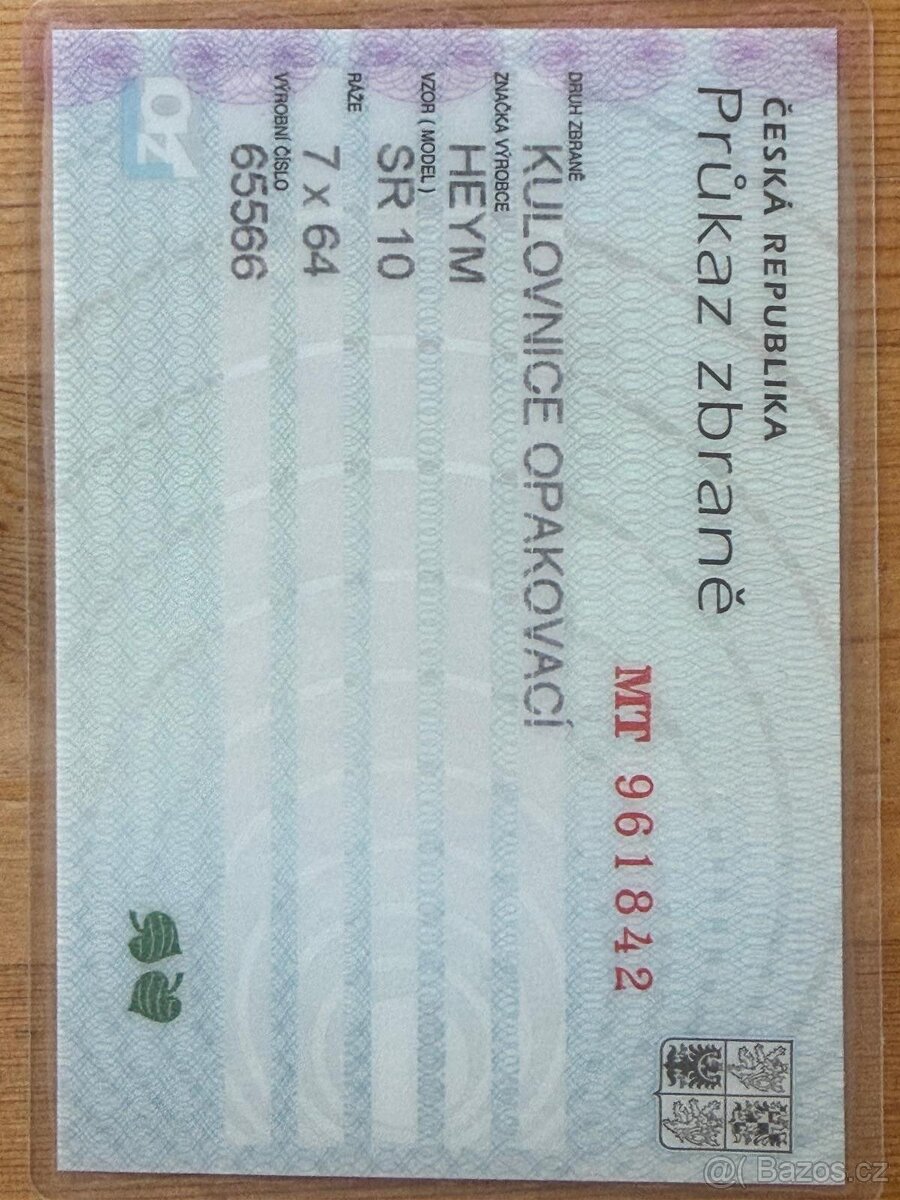 ČESKÁ REPUBLIKA
Průkaz zbraně
MT 961842
DRUH ZBRANĚ
KULOVNICE OPAKOVACÍ
ZNAČKA VÝROBCE
HEYM
VZOR ( MODEL )
SR 10
RÁŽE
7 x 64
VÝROBNÍ ČÍSLO
65566
ZO
@( Bazos.cz